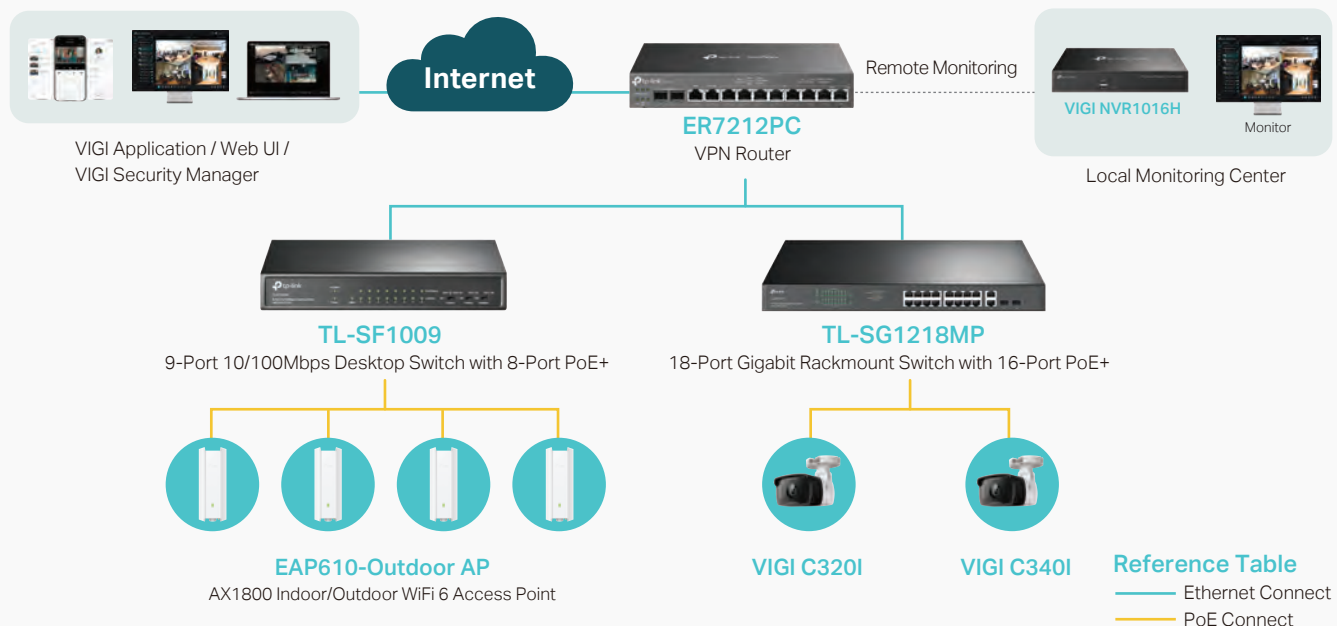 Internet
Remote Monitoring
VIGI NVR1016H
Monitor
ER7212PC
VPN Router
VIGI Application / Web UI /
VIGI Security Manager
Local Monitoring Center
tp-link
TL-SF1009
9-Port 10/100Mbps Desktop Switch with 8-Port PoE+
TL-SG1218MP
18-Port Gigabit Rackmount Switch with 16-Port PoE+
EAP610-Outdoor AP
AX1800 Indoor/Outdoor WiFi 6 Access Point
VIGI C320I
VIGI C340I
Reference Table
Ethernet Connect
PoE Connect